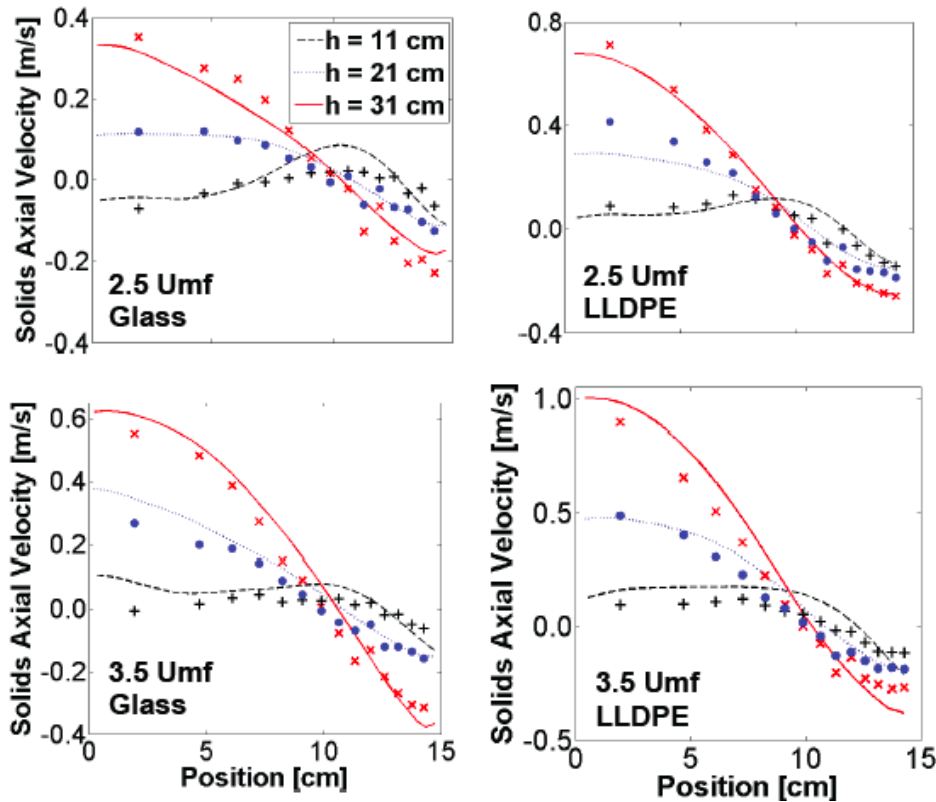 0.4
0.2
0.0
-0.2
-0.4
Solids Axial Velocity [m/s]
h = 11 cm
h = 21 cm
h = 31 cm
2.5 Umf
Glass
0.8
0.4
0.0
-0.4
2.5 Umf
LLDPE
0.6
0.4
0.2
0.0
-0.2
-0.4
Solids Axial Velocity [m/s]
3.5 Umf
Glass
0 5 10 15
Position [cm]
1.0
0.5
0.0
-0.5
Solids Axial Velocity [m/s]
3.5 Umf
LLDPE
0 5 10 15
Position [cm]